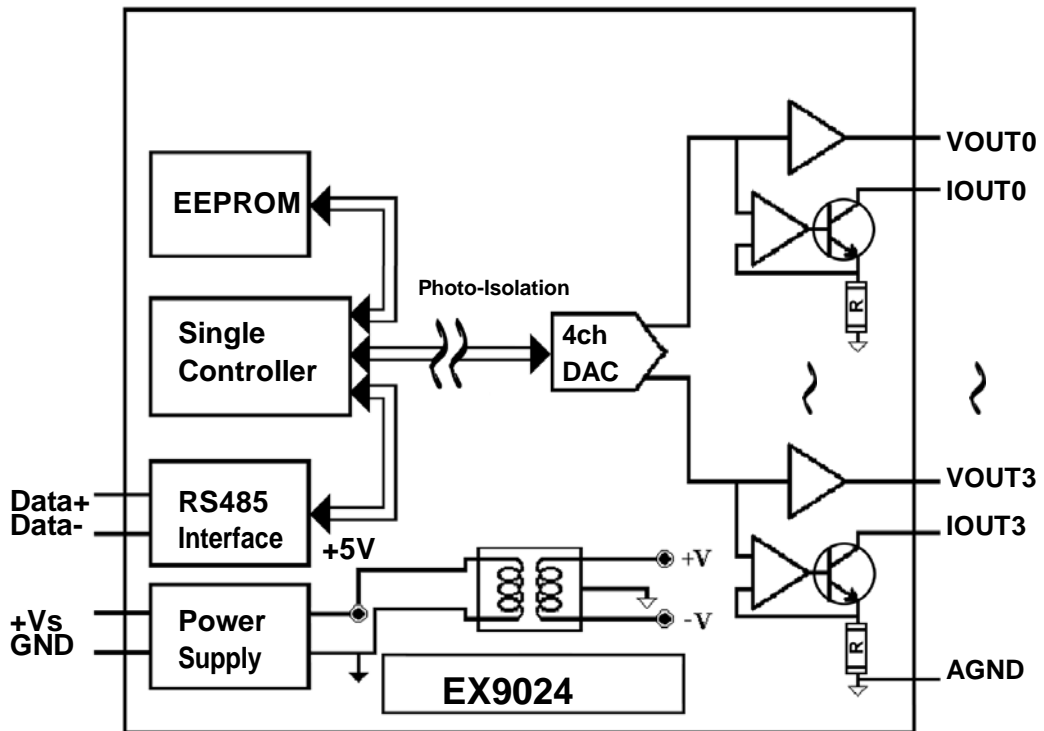 VOUT0
IOUT0
EEPROM
Photo-Isolation
Single
Controller
4ch
DAC
R
VOUT3
IOUT3
Data+
Data-
RS485
Interface
+5V
+V
-V
+Vs
GND
Power
Supply
R
AGND
EX9024